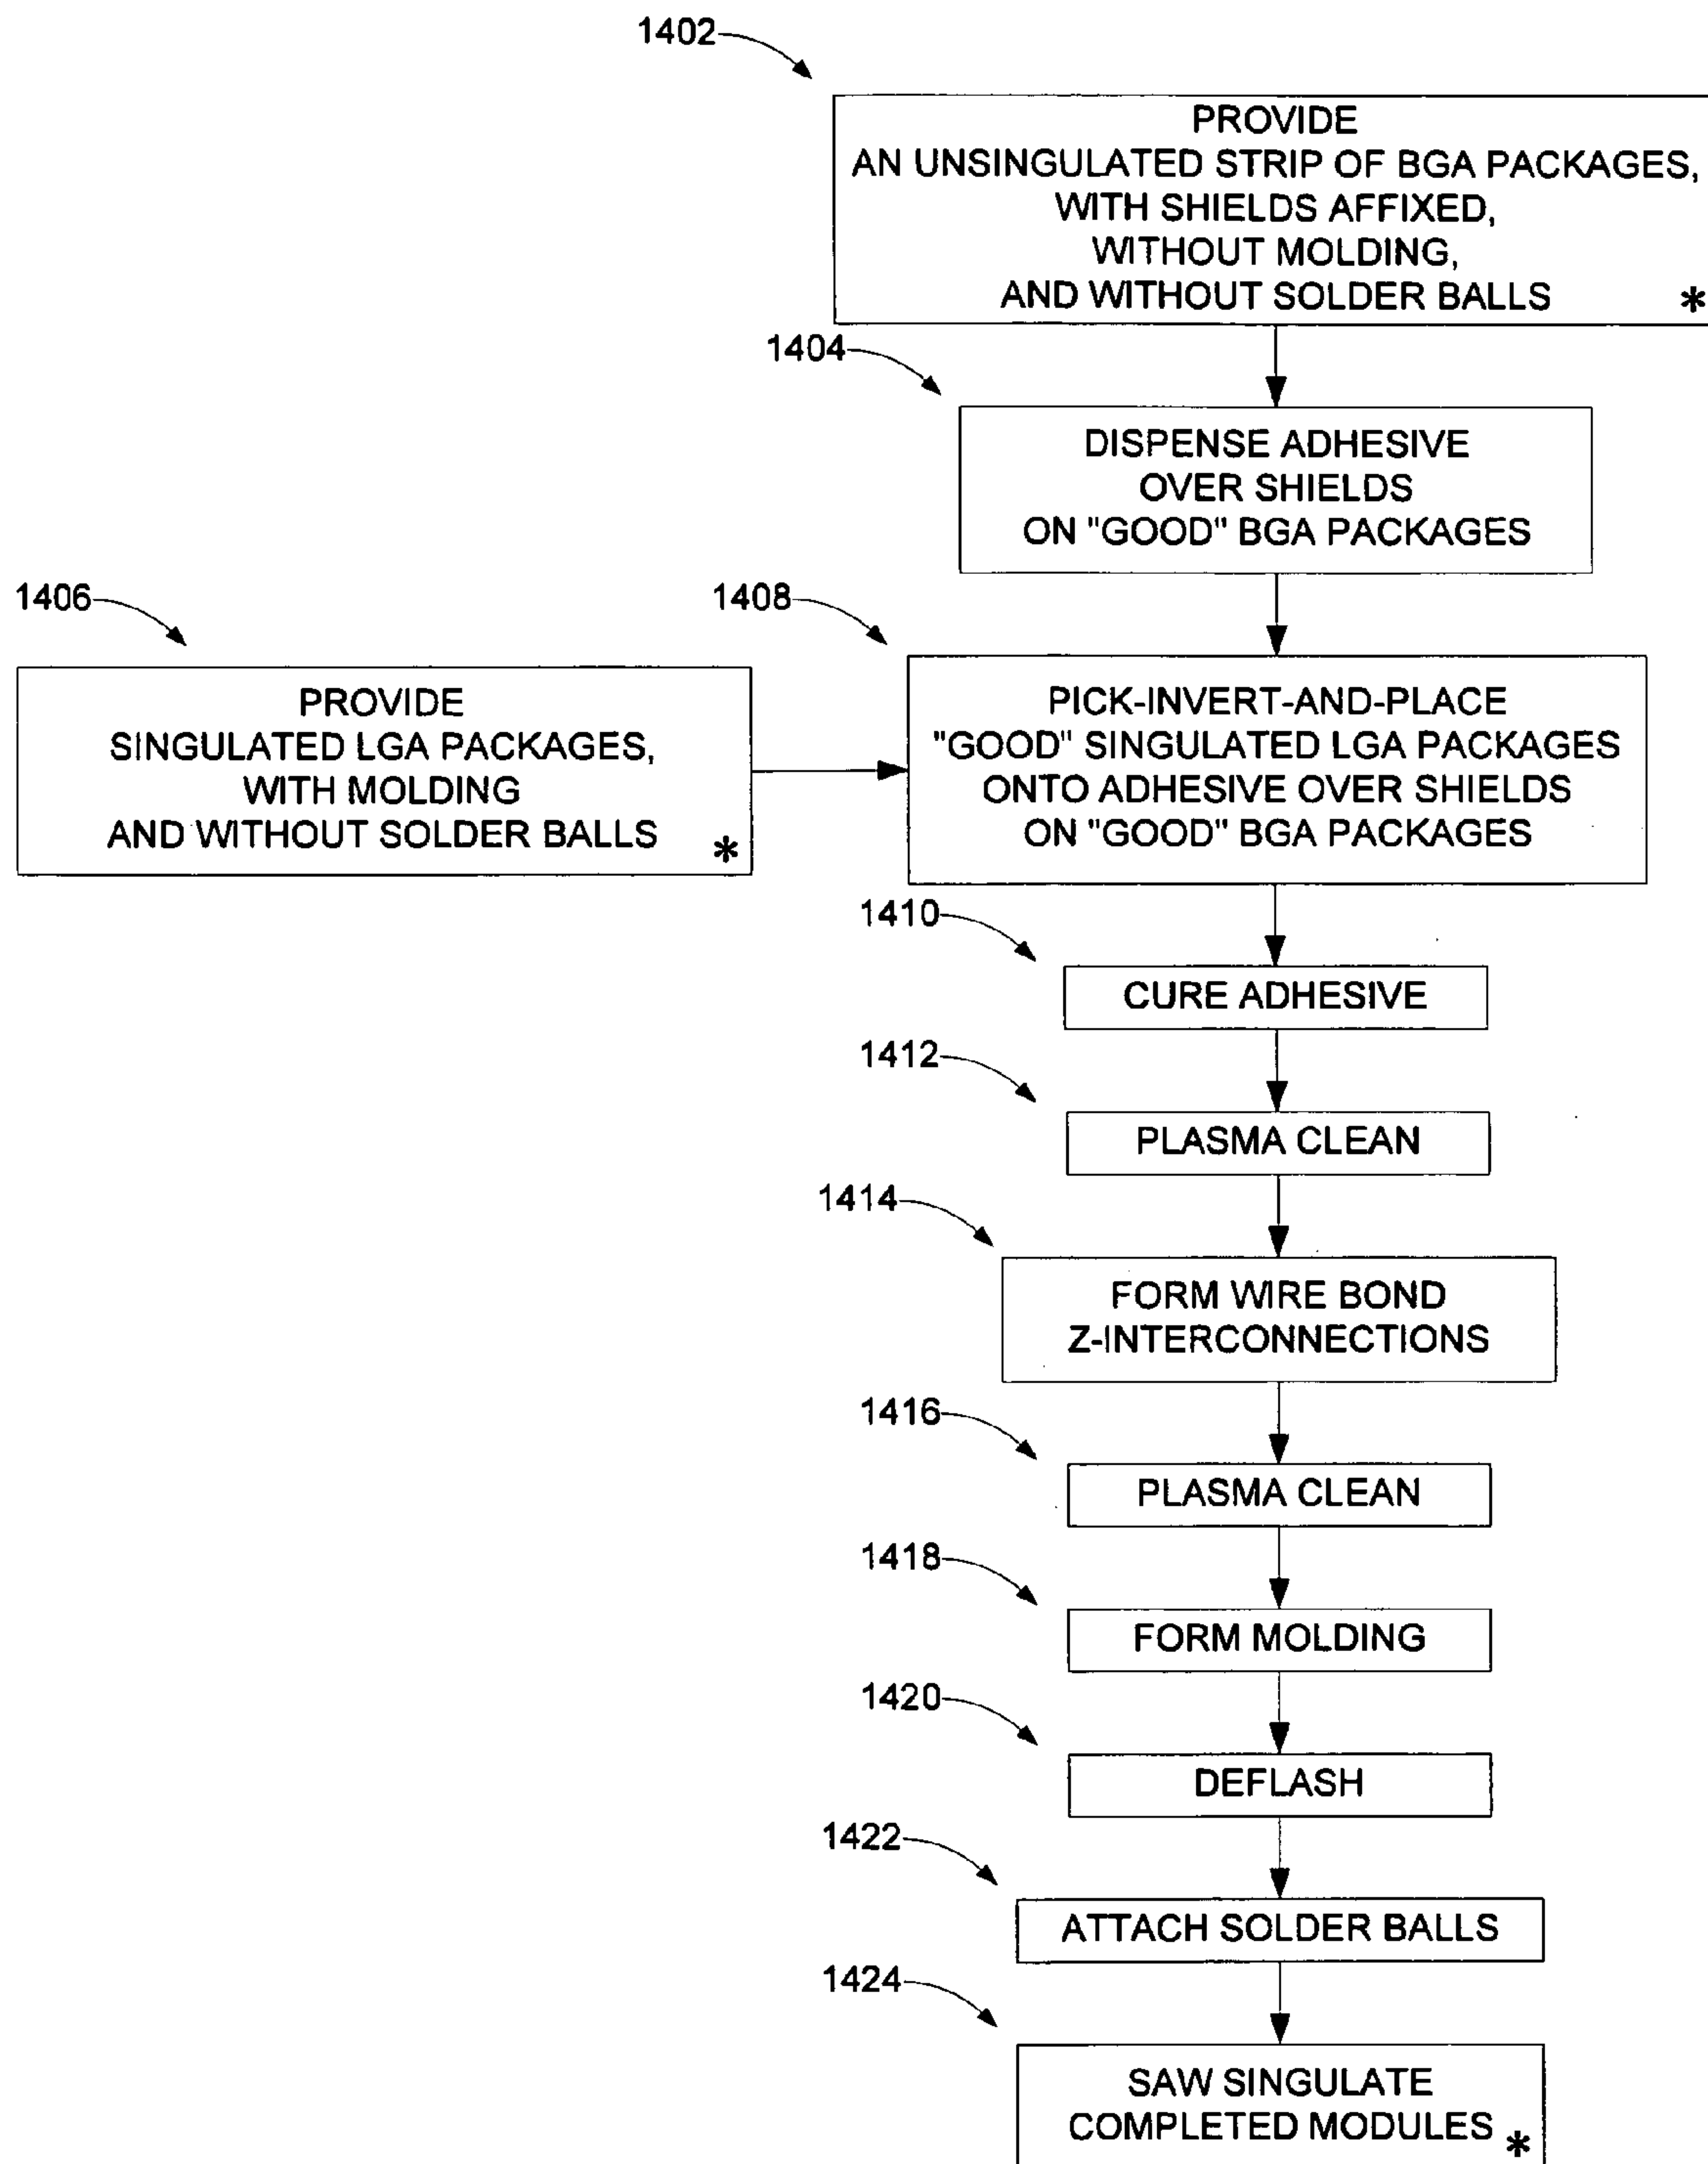 1402
PROVIDE
AN UNSINGULATED STRIP OF BGA PACKAGES,
WITH SHIELDS AFFIXED,
WITHOUT MOLDING,
AND WITHOUT SOLDER BALLS *
1404
DISPENSE ADHESIVE
OVER SHIELDS
ON "GOOD" BGA PACKAGES
1406
PROVIDE
SINGULATED LGA PACKAGES,
WITH MOLDING
AND WITHOUT SOLDER BALLS *
1408
PICK-INVERT-AND-PLACE
"GOOD" SINGULATED LGA PACKAGES
ONTO ADHESIVE OVER SHIELDS
ON "GOOD" BGA PACKAGES
1410
CURE ADHESIVE
1412
PLASMA CLEAN
1414
FORM WIRE BOND
Z-INTERCONNECTIONS
1416
PLASMA CLEAN
1418
FORM MOLDING
1420
DEFLASH
1422
ATTACH SOLDER BALLS
1424
SAW SINGULATE
COMPLETED MODULES *